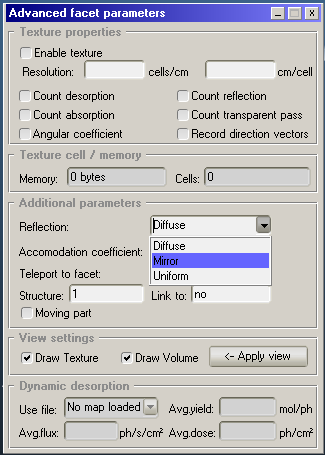 Advanced facet parameters
Texture properties
Enable texture
Resolution: cells/cm cm/cell
Count desorption Count reflection
Count absorption Count transparent pass
Angular coefficient Record direction vectors
Texture cell / memory
Memory: 0 bytes Cells: 0
Additional parameters
Reflection: Diffuse
Diffuse
Accomodation coefficient:
Mirror
Teleport to facet: Uniform
Structure: 1 Link to: no
Moving part
View settings
Draw Texture Draw Volume <- Apply view
Dynamic desorption
Use file: No map loaded Avg.yield: mol/ph
Avg.flux: ph/s/cm² Avg.dose: ph/cm²